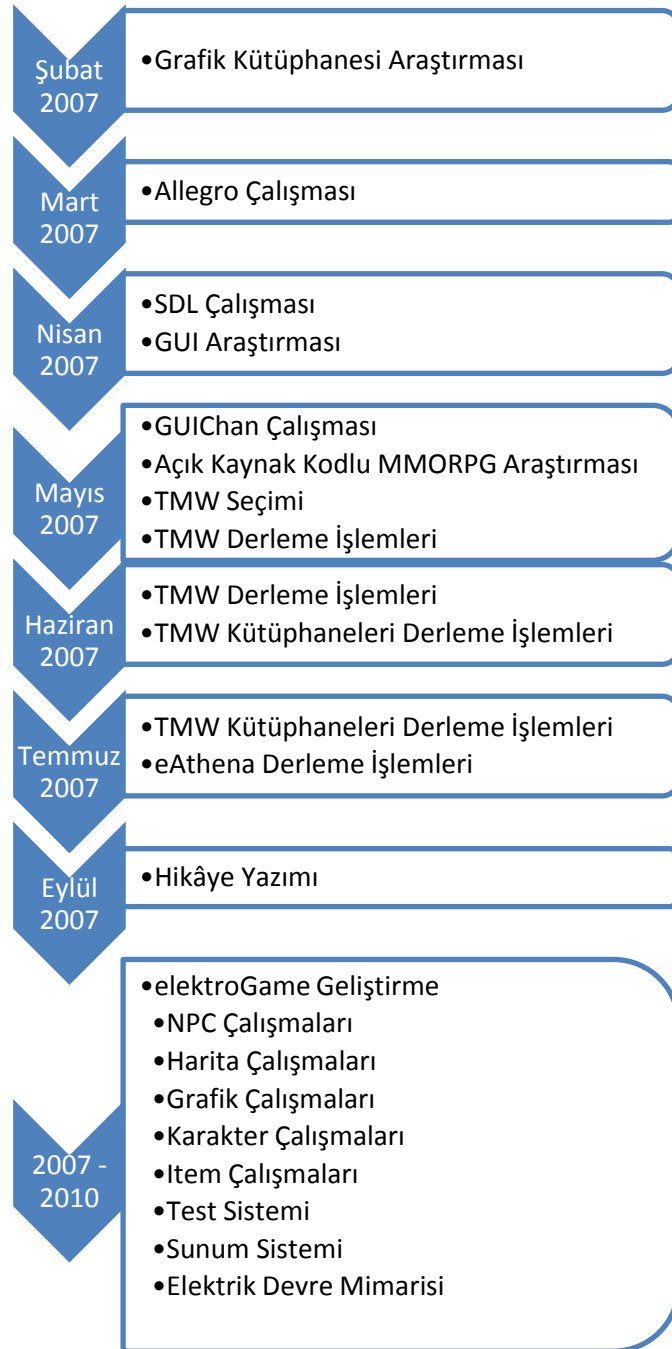 Şubat
2007
•Grafik Kütüphanesi Araştırması
Mart
2007
•Allegro Çalışması
Nisan
2007
•SDL Çalışması
•GUI Araştırması
Mayıs
2007
•GUIChan Çalışması
•Açık Kaynak Kodlu MMORPG Araştırması
•TMW Seçimi
•TMW Derleme İşlemleri
Haziran
2007
•TMW Derleme İşlemleri
•TMW Kütüphaneleri Derleme İşlemleri
Temmuz
2007
•TMW Kütüphaneleri Derleme İşlemleri
•eAthena Derleme İşlemleri
Eylül
2007
•Hikâye Yazımı
2007 -
2010
•elektroGame Geliştirme
•NPC Çalışmaları
•Harita Çalışmaları
•Grafik Çalışmaları
•Karakter Çalışmaları
•Item Çalışmaları
•Test Sistemi
•Sunum Sistemi
•Elektrik Devre Mimarisi